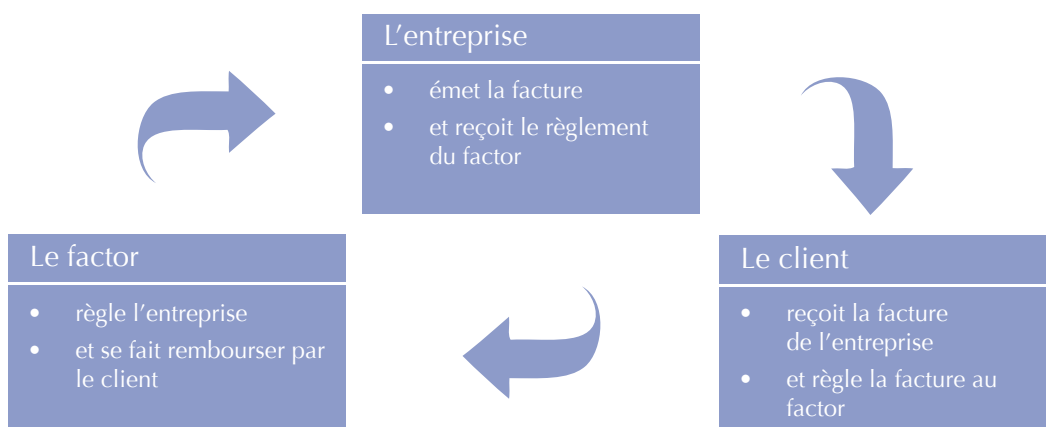 L’entreprise
• émet la facture
• et reçoit le règlement
du factor
Le factor
• règle l’entreprise
• et se fait rembourser par
le client
Le client
• reçoit la facture
de l’entreprise
• et règle la facture au
factor